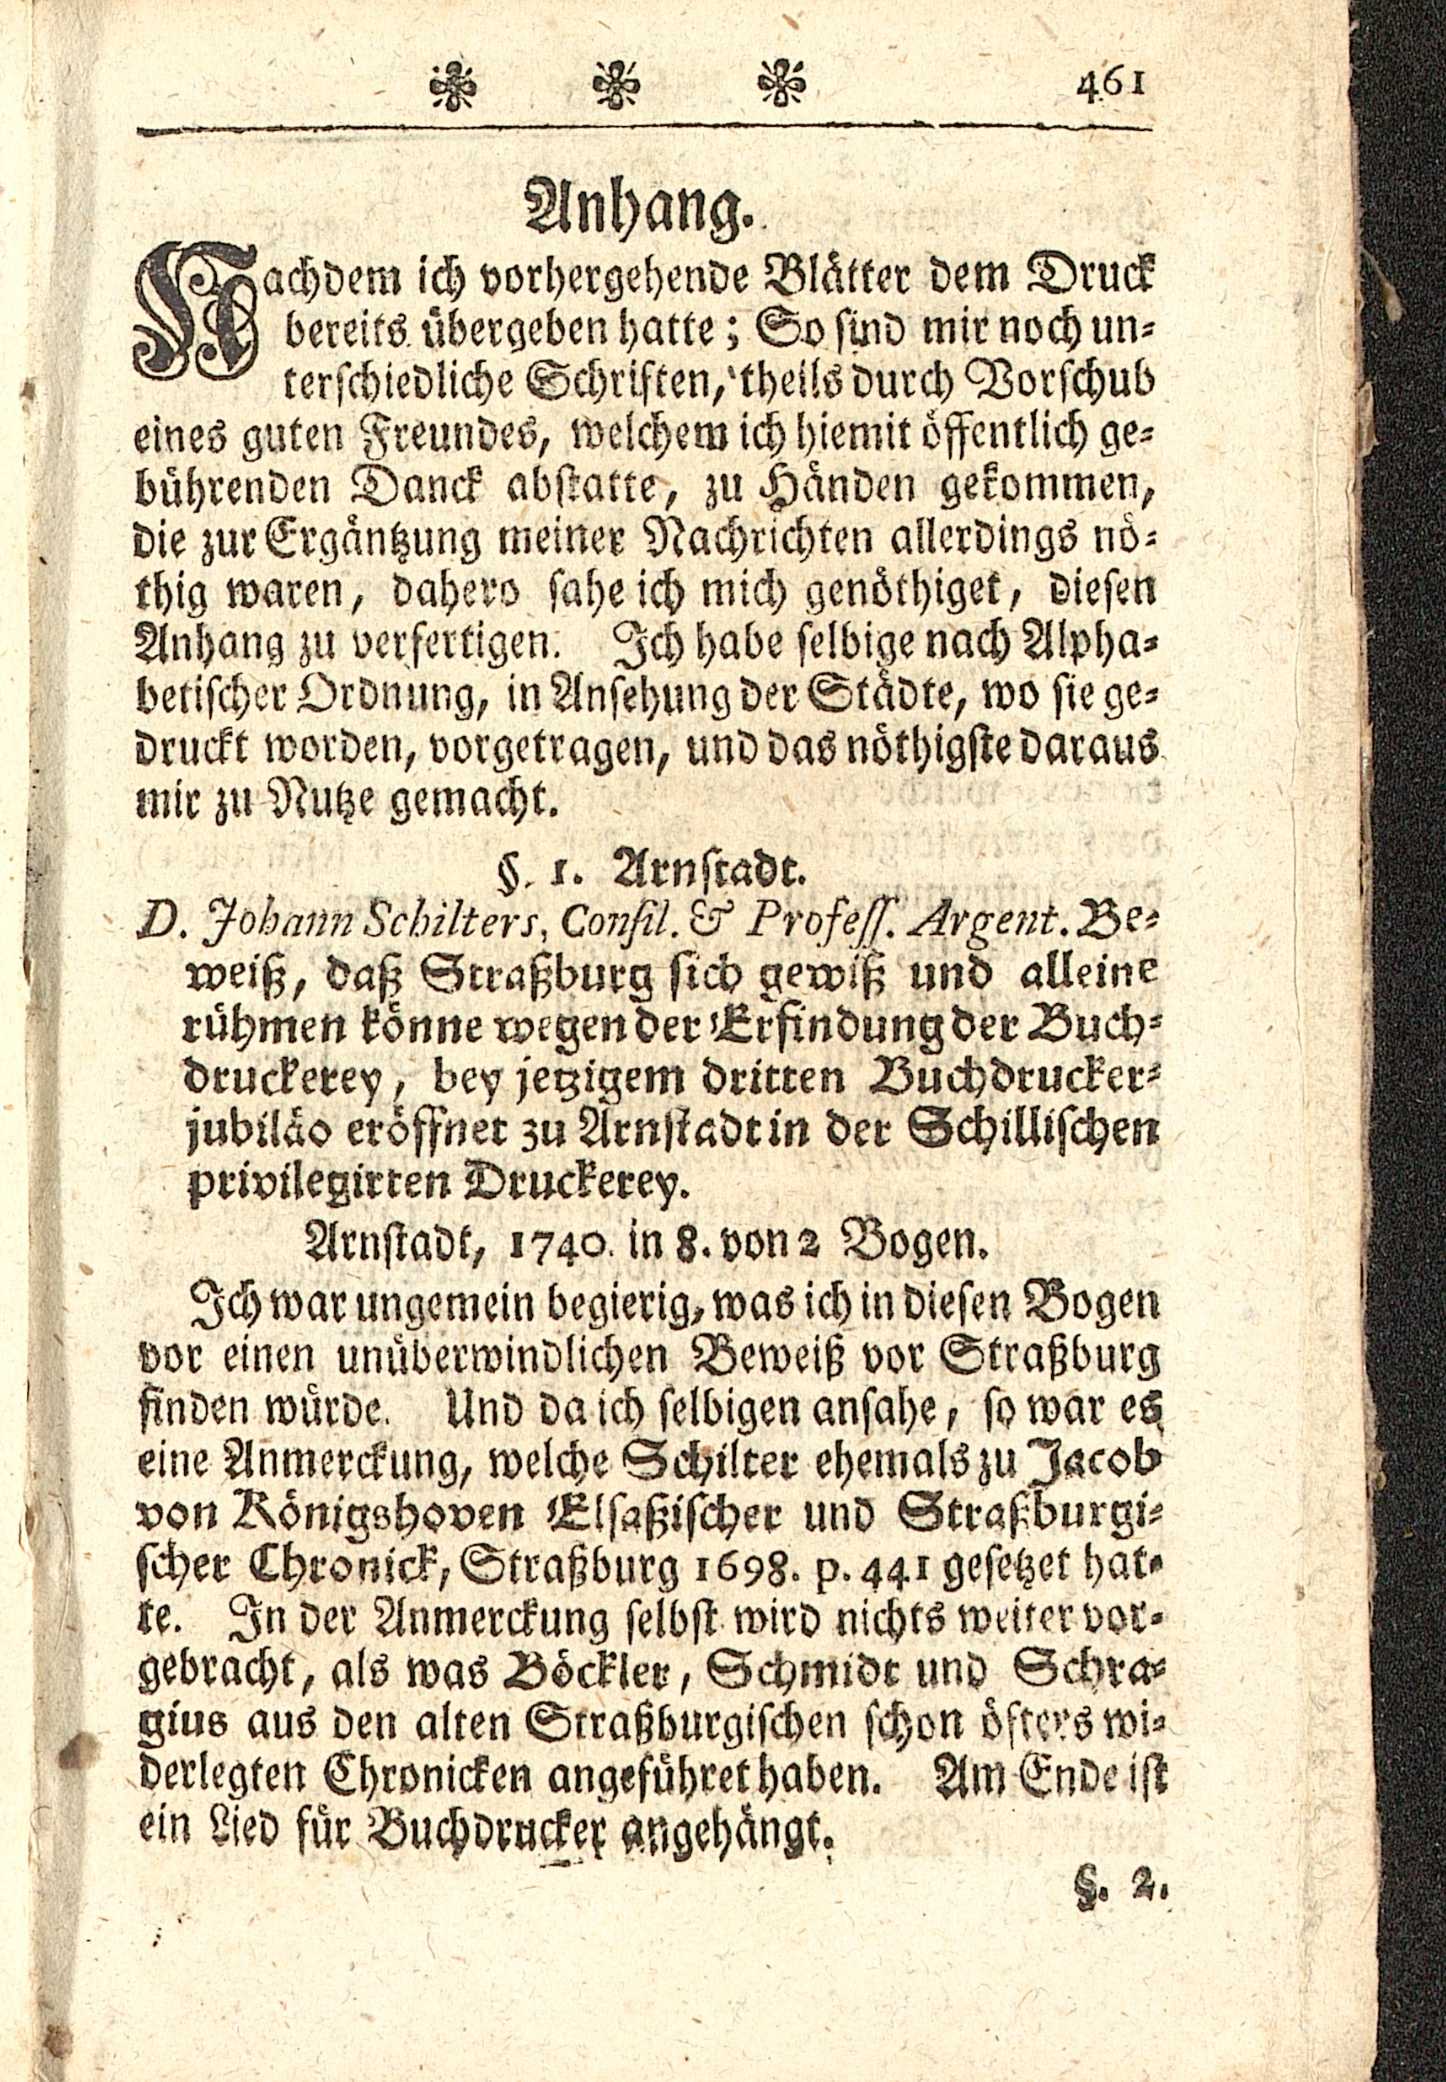 461
Anhang.
Nachdem ich vorhergehende Blätter dem Druck
bereits übergeben hatte; So sind mir noch un-
terschiedliche Schriften, theils durch Vorschub
eines guten Freundes, welchem ich hiemit öffentlich ge-
bührenden Danck abstatte, zu Händen gekommen,
die zur Ergäntzung meiner Nachrichten allerdings nö-
thig waren, dahero sahe ich mich genöthiget, diesen
Anhang zu verfertigen. Ich habe selbige nach Alpha-
betischer Ordnung, in Ansehung der Städte, wo sie ge-
druckt worden, vorgetragen, und das nöthigste daraus
mir zu Nutze gemacht.
§. 1. Arnstadt.
D. Johann Schilters, Consil. & Profess. Argent. Be-
weiß, daß Straßburg sich gewiß und alleine
rühmen könne wegen der Erfindung der Buch-
druckerey, bey jetzigem dritten Buchdrucker-
jubiläo eröffnet zu Arnstadt in der Schillischen
privilegirten Druckerey.
Arnstadt, 1740. in 8. von 2 Bogen.
Ich war ungemein begierig, was ich in diesen Bogen
vor einen unüberwindlichen Beweiß vor Straßburg
finden würde. Und da ich selbigen ansahe, so war es
eine Anmerckung, welche Schilter ehemals zu Jacob
von Königshoven Elsaßischer und Straßburgi-
scher Chronick, Straßburg 1698. p. 441 gesetzet hat-
te. In der Anmerckung selbst wird nichts weiter vor-
gebracht, als was Böckler, Schmidt und Schra-
gius aus den alten Straßburgischen schon öfters wi-
derlegten Chronicken angeführet haben. Am Ende ist
ein Lied für Buchdrucker angehängt.
§. 2.